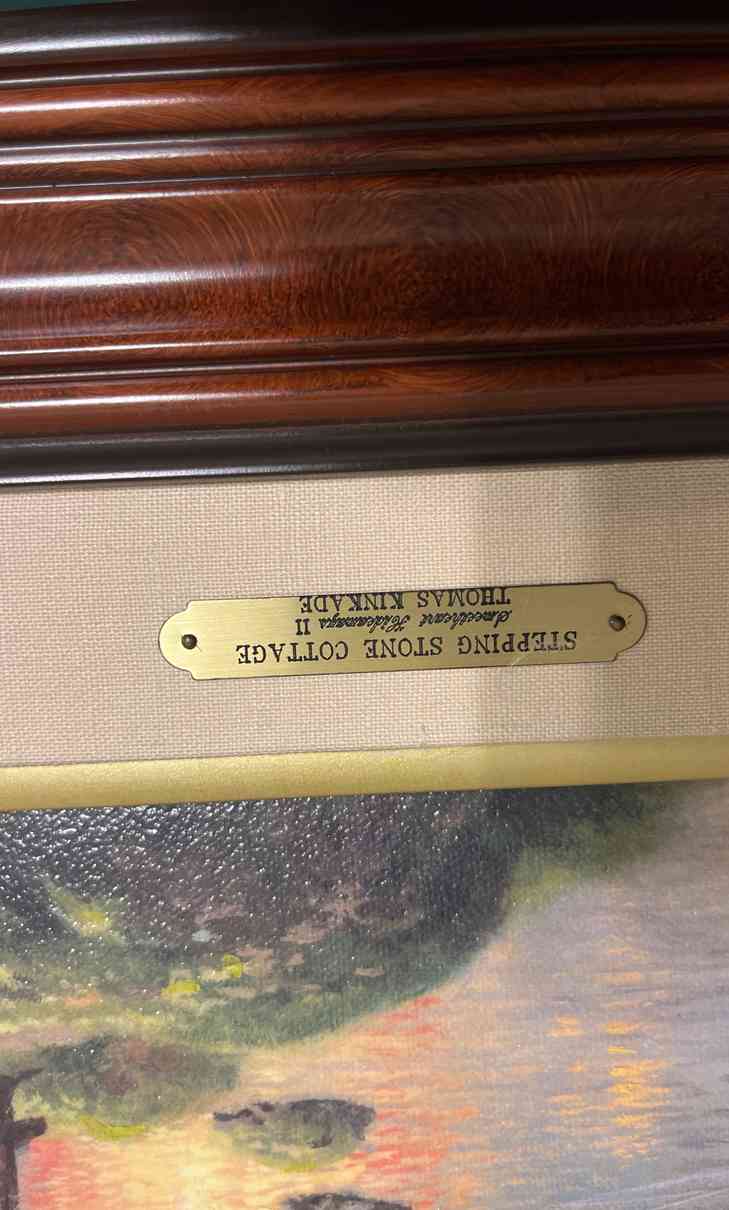 STEPPING STONE COTTAGE
Sweetheart Hideaways II
THOMAS KINKADE